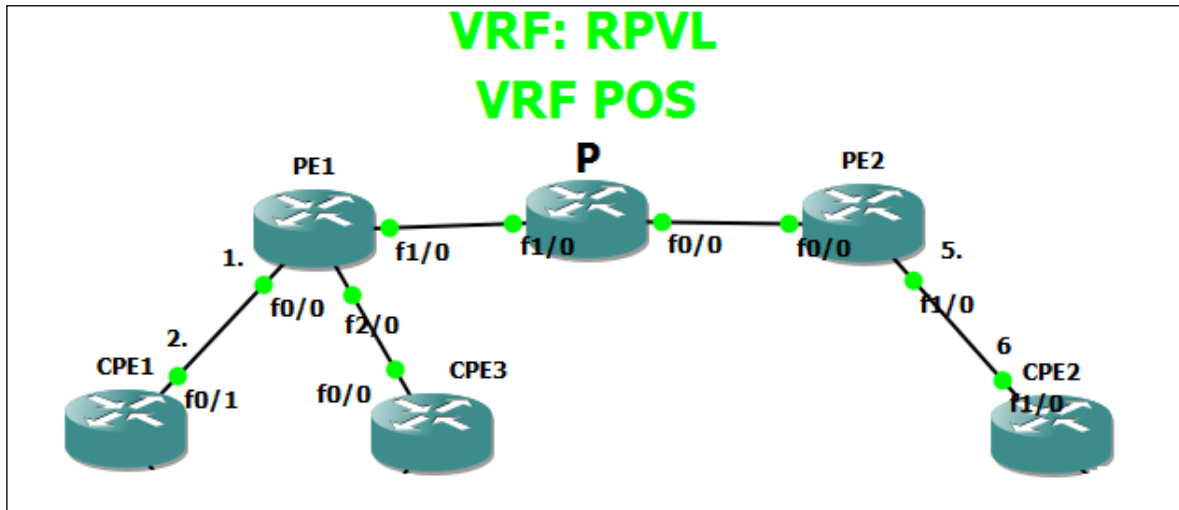 VRF: RPVL
VRF POS
P
PE1
PE2
f1/0
f1/0
f0/0
f0/0
1.
5.
f0/0
f2/0
f1/0
2.
6
CPE1
CPE3
CPE2
f0/1
f0/0
f1/0